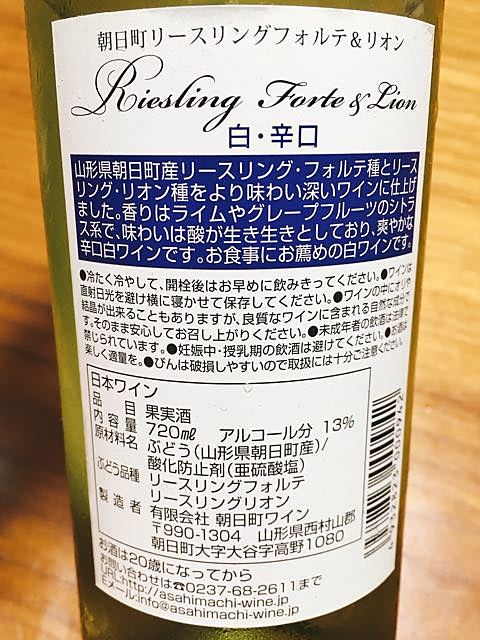 朝日町リースリングフォルテ&リオン
Riesling Forte & Lion
白・辛口
山形県朝日町産リースリング・フォルテ種とリース
リング・リオン種をより味わい深いワインに仕上げ
ました。香りはライムやグレープフルーツのシトラ
ス系で、味わいは酸が生き生きとしており、爽やかな
辛口白ワインです。お食事にお薦めの白ワインです。
●冷たく冷やして、開栓後はお早めに飲みきってください。●ワインは
直射日光を避け横に寝かせて保存してください。●ワインの中にオリや
結晶が出来ることもありますが、良質なワインに含まれる自然な成分で
す。そのまま安心してお召し上がりください。●未成年者の飲酒は法律で
禁じられています。●妊娠中・授乳期の飲酒は避けてください。●お酒は
楽しく適量を。●びんは破損しやすいので取扱には十分ご注意ください。
日本ワイン
品目 果実酒
内容量 720ml アルコール分 13%
原材料名 ぶどう(山形県朝日町産)/
酸化防止剤(亜硫酸塩)
ぶどう品種 リースリングフォルテ
リースリングリオン
製造者 有限会社 朝日町ワイン
〒990-1304 山形県西村山郡
朝日町大字大谷字高野1080
お酒は20歳になってから
お問い合わせは☎0237-68-2611まで
URL:http://asahimachi-wine.jp
Eメール:info@asahimachi-wine.jp